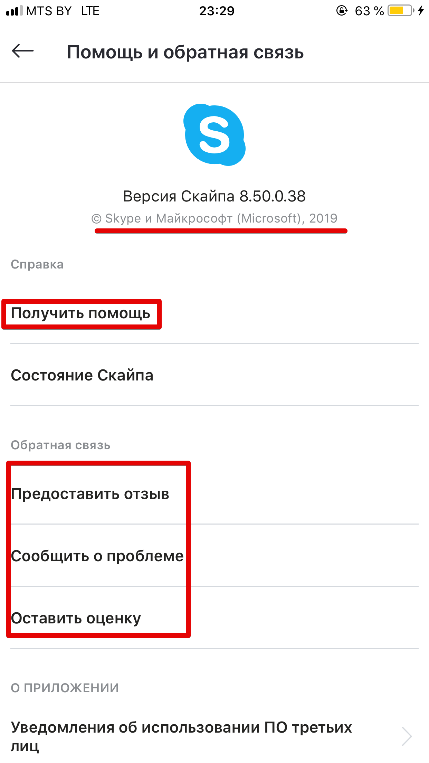 MTS BY LTE 23:29 63 %
Помощь и обратная связь
S
Версия Скайпа 8.50.0.38
© Skype и Майкрософт (Microsoft), 2019
Справка
Получить помощь
Состояние Скайпа
Обратная связь
Предоставить отзыв
Сообщить о проблеме
Оставить оценку
О ПРИЛОЖЕНИИ
Уведомления об использовании ПО третьих
лиц